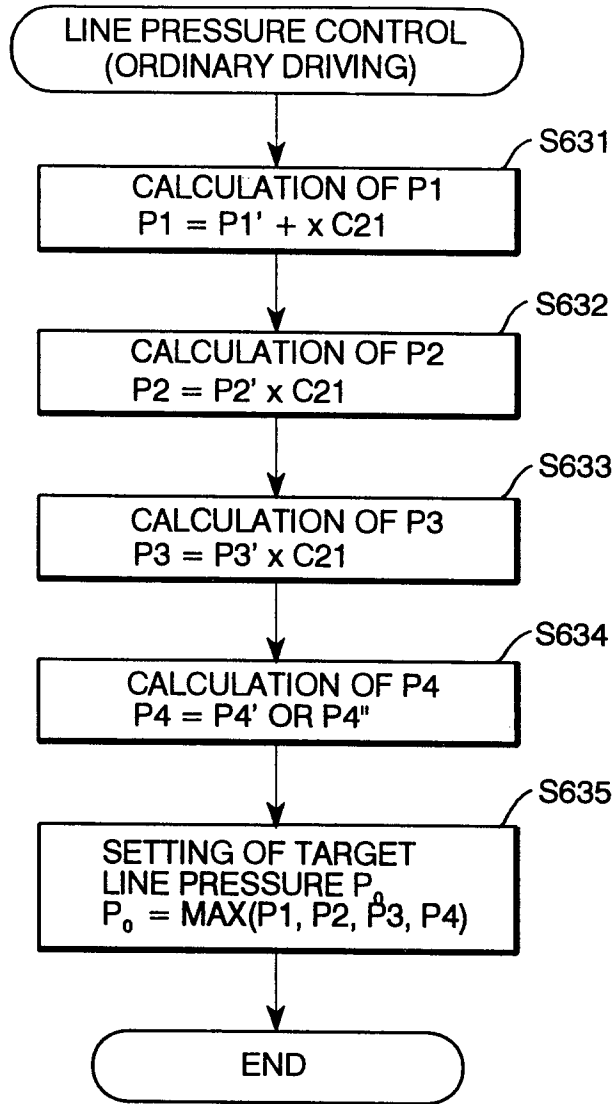 LINE PRESSURE CONTROL
(ORDINARY DRIVING)
S631
CALCULATION OF P1
P1 = P1' + x C21
S632
CALCULATION OF P2
P2 = P2' x C21
S633
CALCULATION OF P3
P3 = P3' x C21
S634
CALCULATION OF P4
P4 = P4' OR P4"
S635
SETTING OF TARGET
LINE PRESSURE P₀
P₀ = MAX(P1, P2, P3, P4)
END